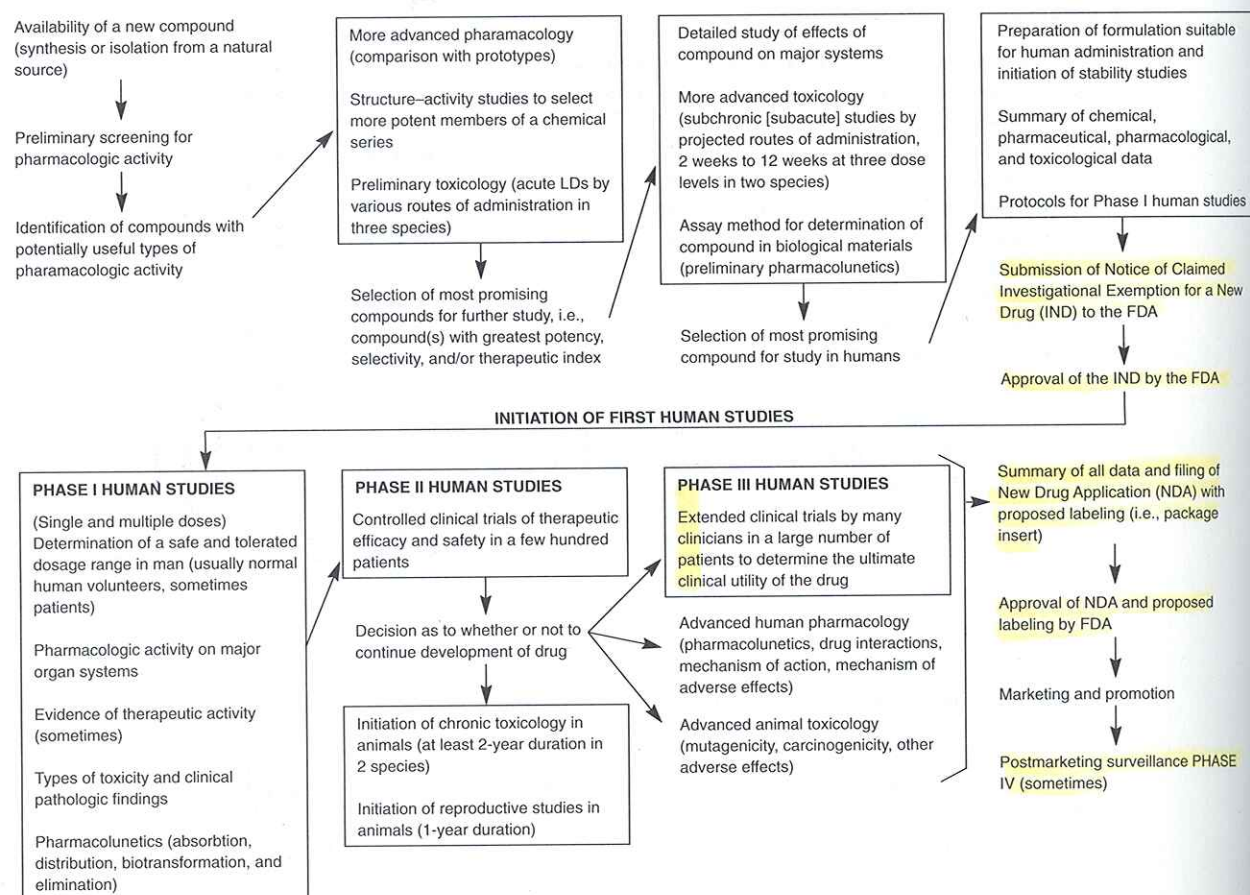 Availability of a new compound
(synthesis or isolation from a natural
source)
Preliminary screening for
pharmacologic activity
Identification of compounds with
potentially useful types of
pharamacologic activity
More advanced pharamacology
(comparison with prototypes)
Structure–activity studies to select
more potent members of a chemical
series
Preliminary toxicology (acute LDs by
various routes of administration in
three species)
Selection of most promising
compounds for further study, i.e.,
compound(s) with greatest potency,
selectivity, and/or therapeutic index
Detailed study of effects of
compound on major systems
More advanced toxicology
(subchronic [subacute] studies by
projected routes of administration,
2 weeks to 12 weeks at three dose
levels in two species)
Assay method for determination of
compound in biological materials
(preliminary pharmacolunetics)
Selection of most promising
compound for study in humans
Preparation of formulation suitable
for human administration and
initiation of stability studies
Summary of chemical,
pharmaceutical, pharmacological,
and toxicological data
Protocols for Phase I human studies
Submission of Notice of Claimed
Investigational Exemption for a New
Drug (IND) to the FDA
Approval of the IND by the FDA
INITIATION OF FIRST HUMAN STUDIES
PHASE I HUMAN STUDIES
(Single and multiple doses)
Determination of a safe and tolerated
dosage range in man (usually normal
human volunteers, sometimes
patients)
Pharmacologic activity on major
organ systems
Evidence of therapeutic activity
(sometimes)
Types of toxicity and clinical
pathologic findings
Pharmacolunetics (absorbtion,
distribution, biotransformation, and
elimination)
PHASE II HUMAN STUDIES
Controlled clinical trials of therapeutic
efficacy and safety in a few hundred
patients
Decision as to whether or not to
continue development of drug
Initiation of chronic toxicology in
animals (at least 2-year duration in
2 species)
Initiation of reproductive studies in
animals (1-year duration)
PHASE III HUMAN STUDIES
Extended clinical trials by many
clinicians in a large number of
patients to determine the ultimate
clinical utility of the drug
Advanced human pharmacology
(pharmacolunetics, drug interactions,
mechanism of action, mechanism of
adverse effects)
Advanced animal toxicology
(mutagenicity, carcinogenicity, other
adverse effects)
Summary of all data and filing of
New Drug Application (NDA) with
proposed labeling (i.e., package
insert)
Approval of NDA and proposed
labeling by FDA
Marketing and promotion
Postmarketing surveillance PHASE
IV (sometimes)